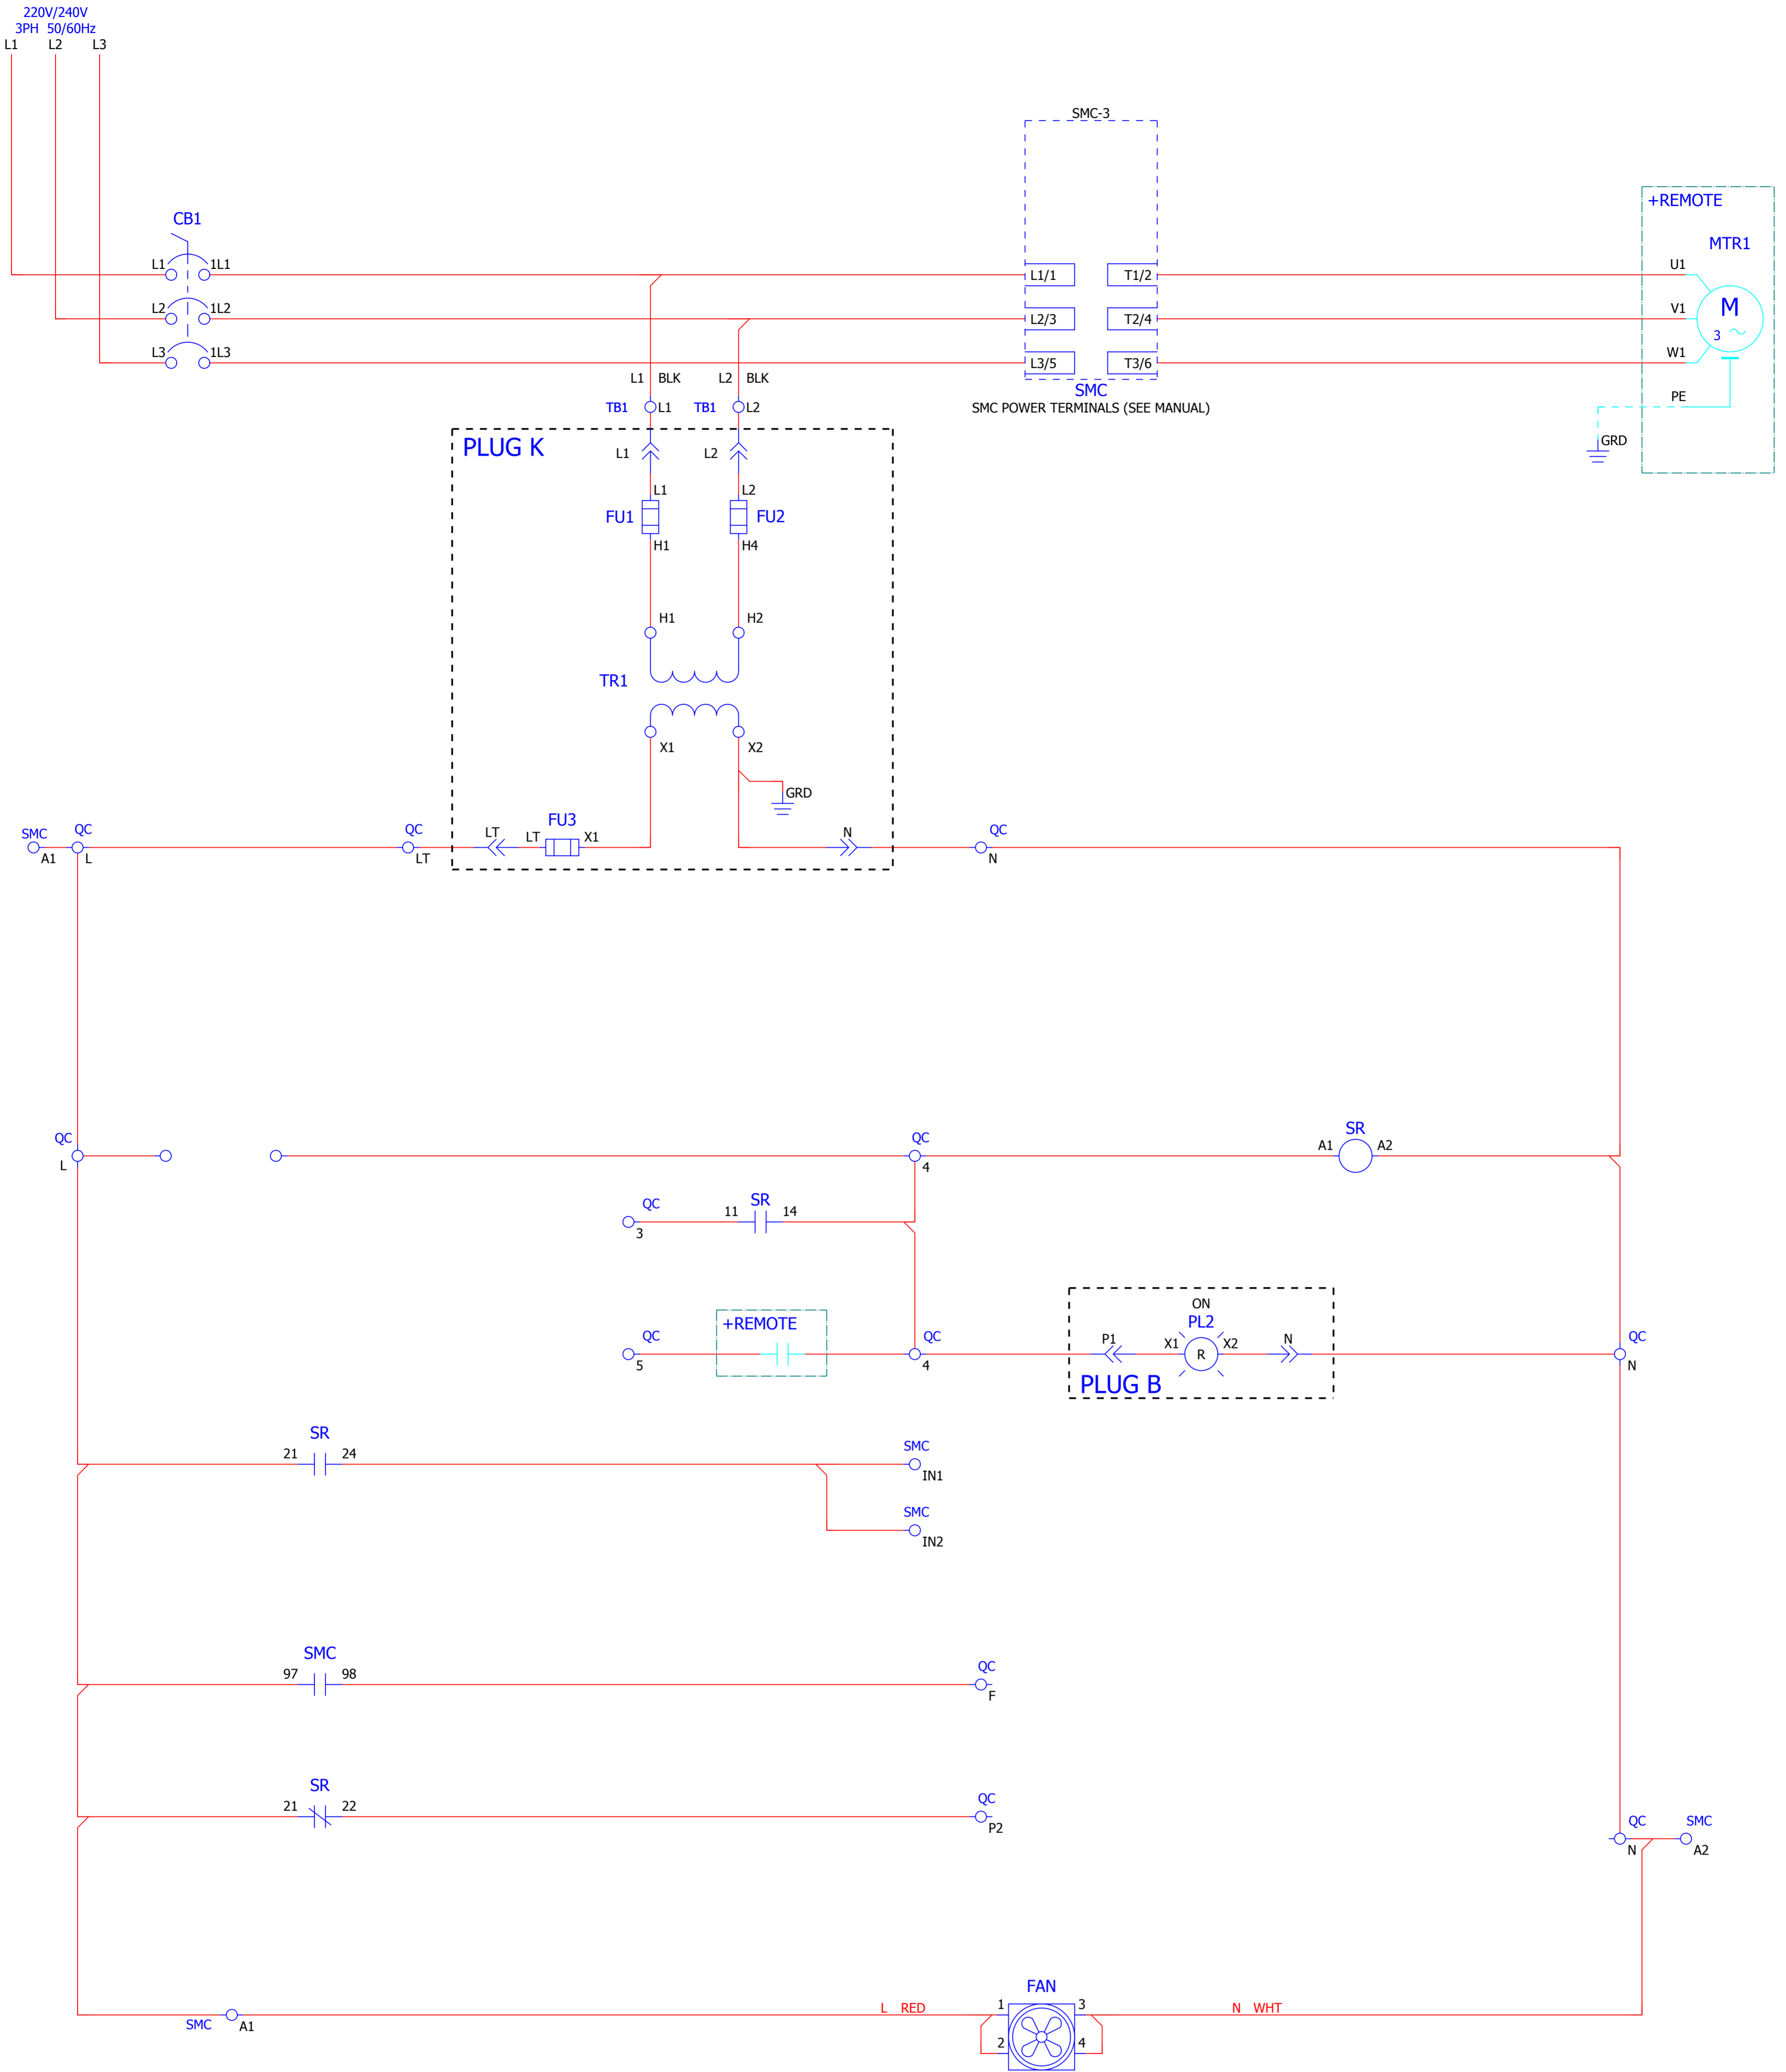 220V/240V
3PH 50/60Hz
L1 L2 L3
SMC-3
+REMOTE
CB1
MTR1
L1 1L1 L1/1 T1/2 U1
L2 1L2 L2/3 T2/4 V1 M
3
L3 1L3 L3/5 T3/6 W1
L1 BLK L2 BLK SMC PE
TB1 L1 TB1 L2 SMC POWER TERMINALS (SEE MANUAL)
GRD
PLUG K
L1 L2
L1 L2
FU1 FU2
H1 H4
H1 H2
TR1
X1 X2
GRD
FU3
SMC QC QC LT LT X1 N QC
A1 L LT N
QC QC SR
L 4 A1 A2
QC SR
3 11 14
ON
+REMOTE PL2
QC QC P1 X1 R X2 N QC
5 4 N
PLUG B
SR
21 24 SMC
IN1
SMC
IN2
SMC
97 98 QC
F
SR
21 22 QC
P2
QC SMC
N A2
FAN
L RED 1 3 N WHT
SMC A1
2 4